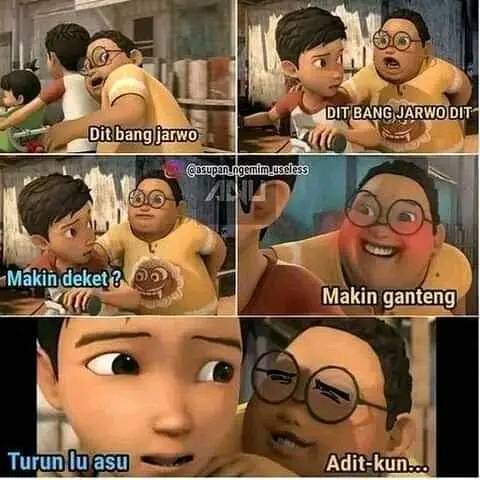 Dit bang jarwo
DIT BANG JARWO DIT
@asupan_ngemim_useless
Makin deket ?
Makin ganteng
Turun lu asu
Adit-kun...